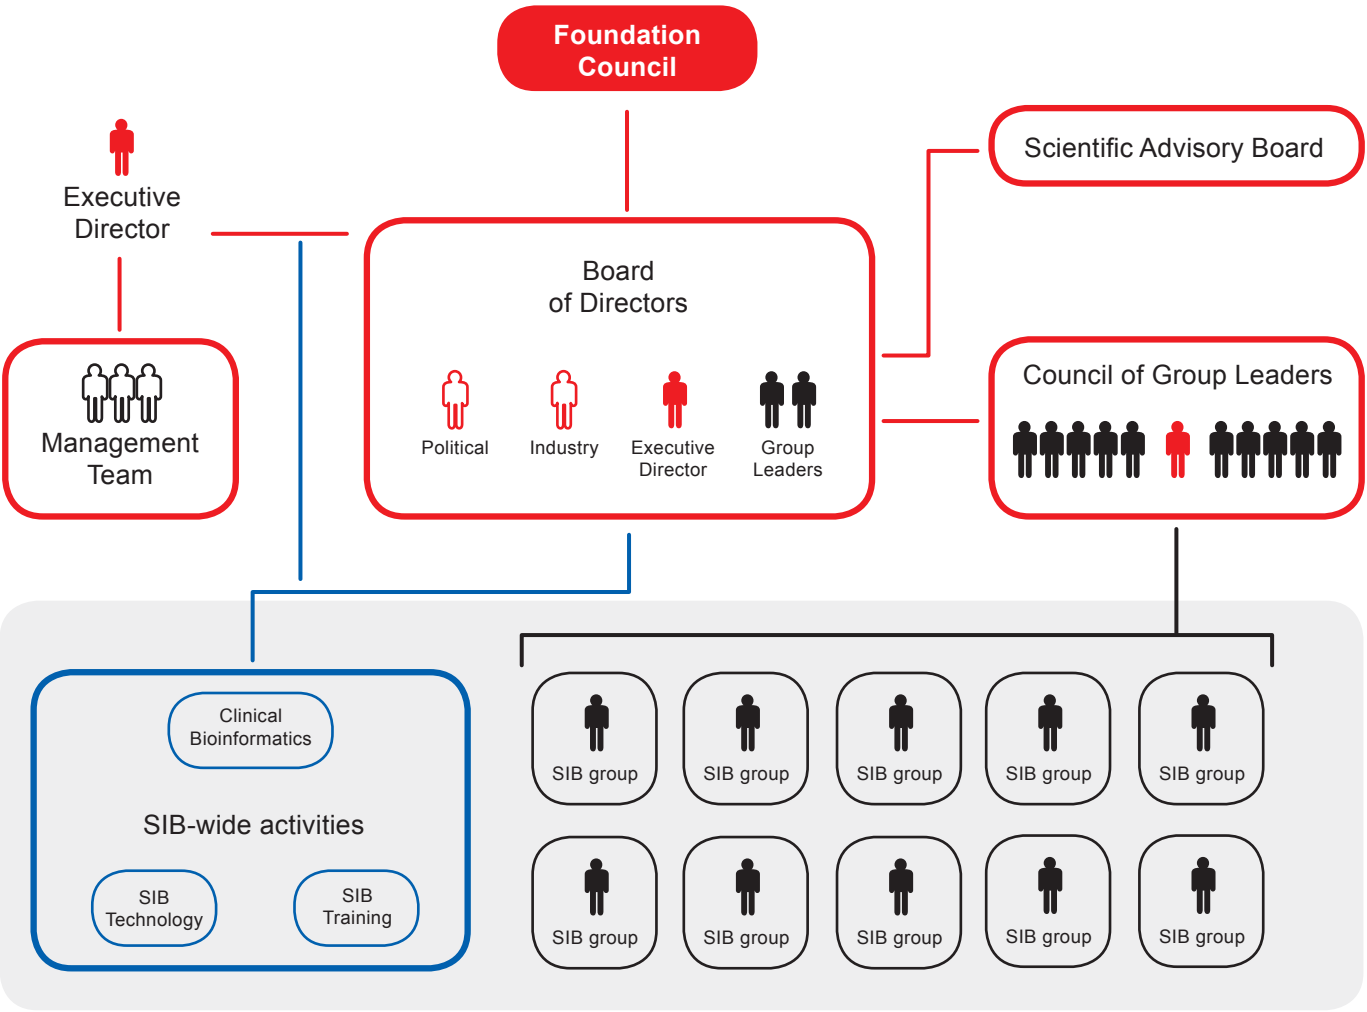 Foundation
Council
Scientific Advisory Board
Executive
Director
Board
of Directors
Political
Industry
Executive
Director
Group
Leaders
Management
Team
Council of Group Leaders
Clinical
Bioinformatics
SIB-wide activities
SIB
Technology
SIB
Training
SIB group
SIB group
SIB group
SIB group
SIB group
SIB group
SIB group
SIB group
SIB group
SIB group